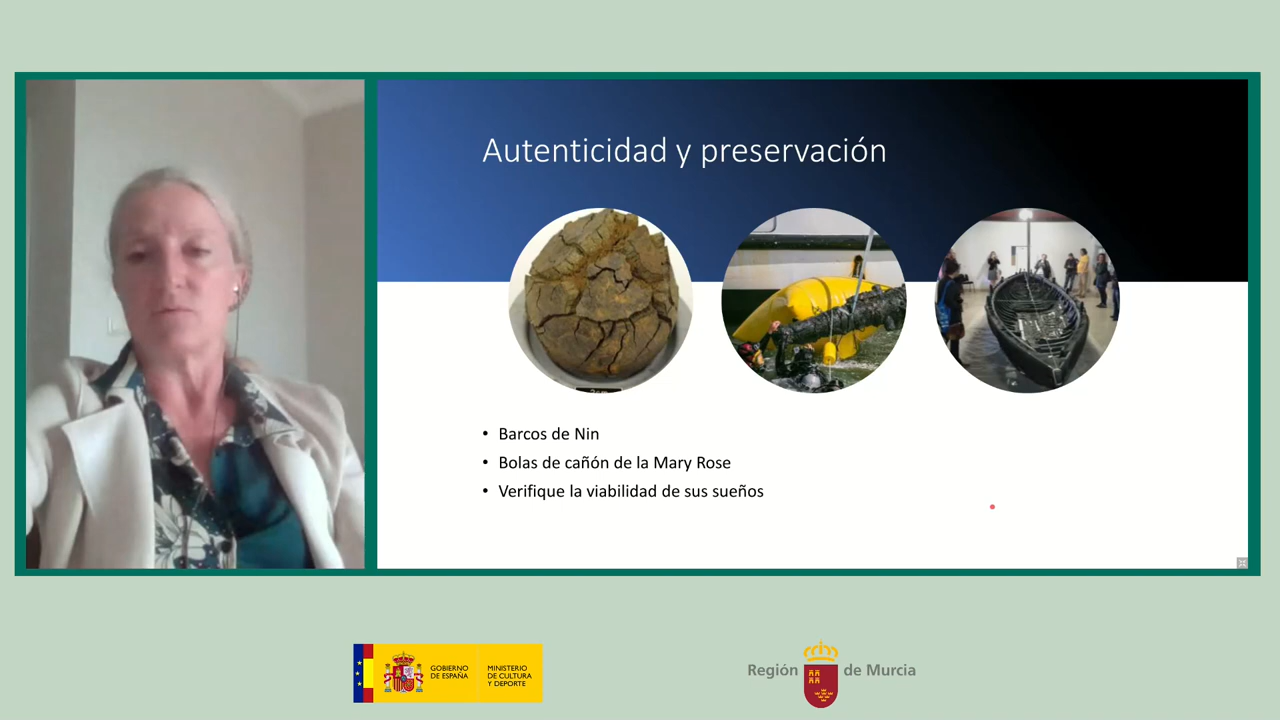 Autenticidad y preservación
• Barcos de Nin
• Bolas de cañón de la Mary Rose
• Verifique la viabilidad de sus sueños
GOBIERNO
DE ESPAÑA
MINISTERIO
DE CULTURA
Y DEPORTE
Región de Murcia